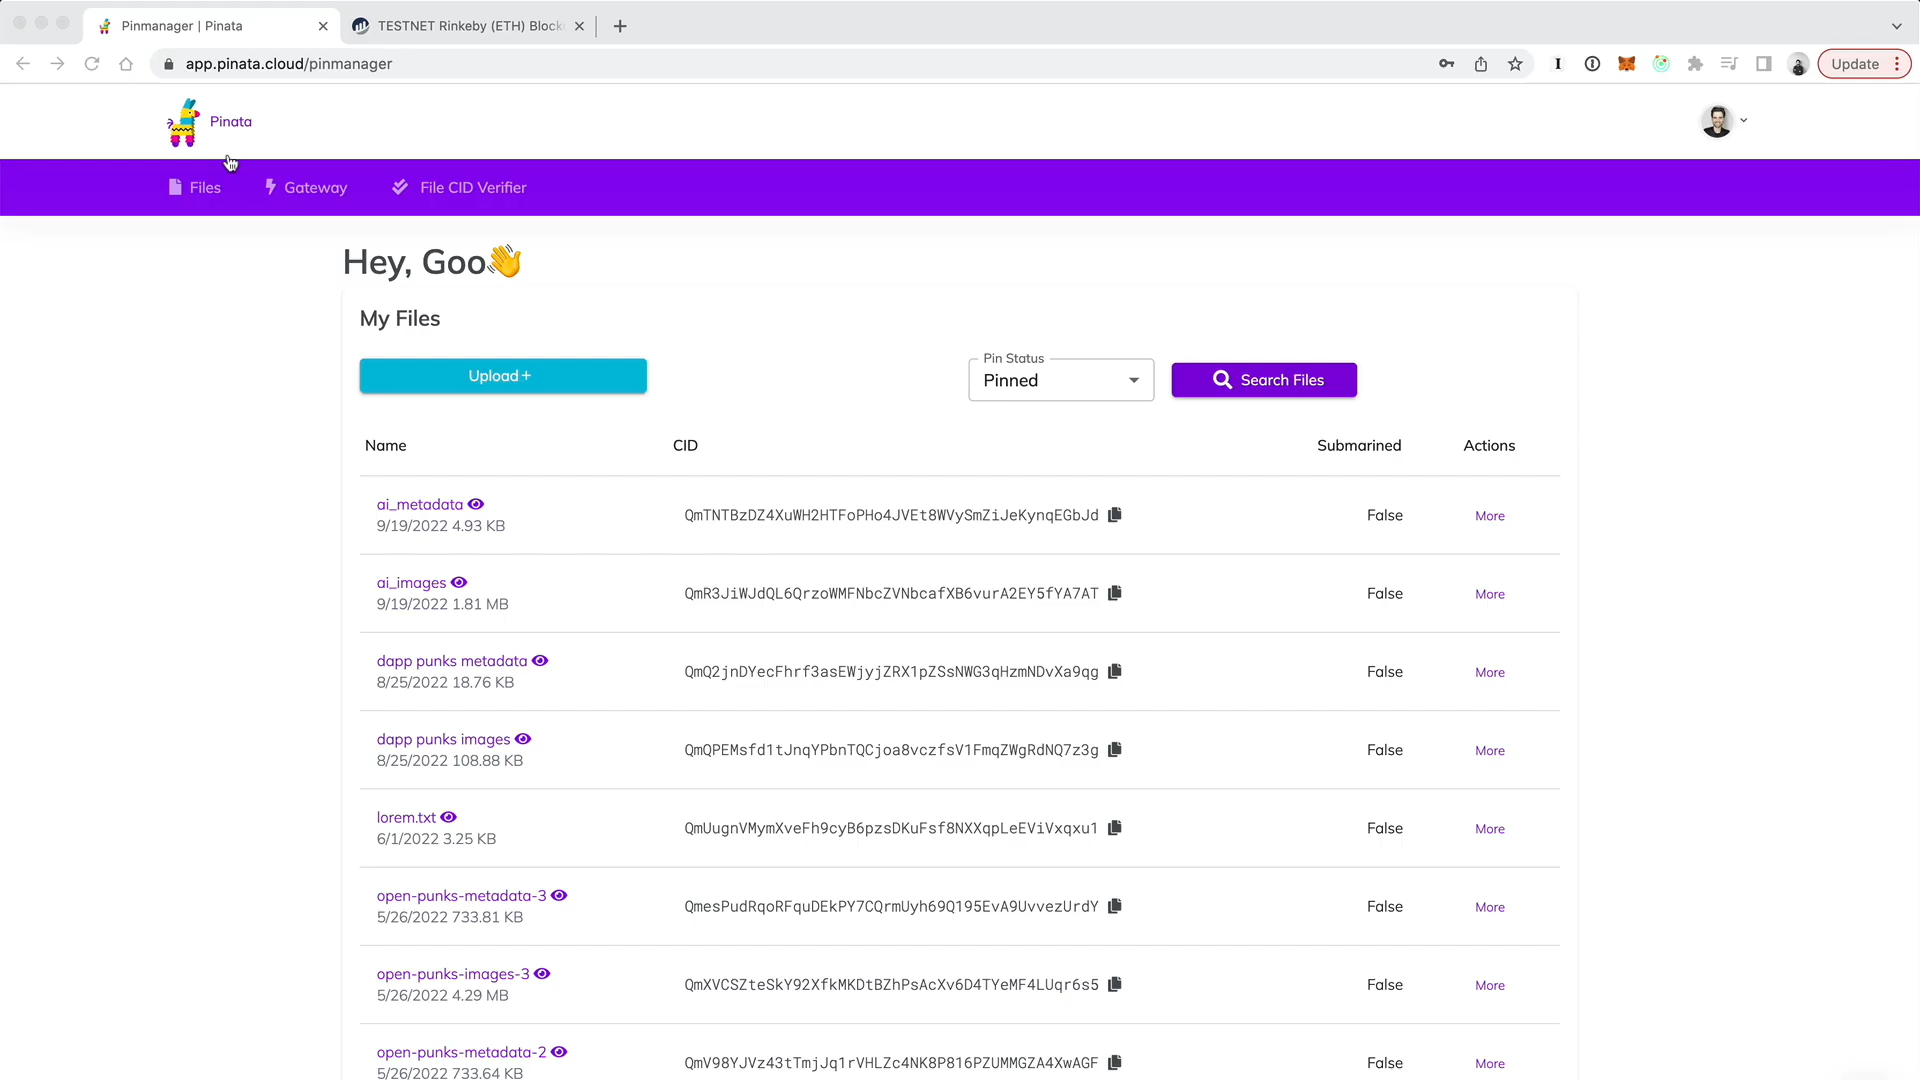 Pinmanager | Pinata
TESTNET Rinkeby (ETH) Block
app.pinata.cloud/pinmanager
Update
Pinata
Files
Gateway
File CID Verifier
Hey, Goo👋
My Files
Upload+
Pin Status
Pinned
Search Files
Name CID Submarined Actions
ai_metadata
9/19/2022 4.93 KB
QmTNTBzDZ4XuWH2HTFoPHo4JVEt8WVySmZiJeKynqEGbJd False More
ai_images
9/19/2022 1.81 MB
QmR3JiWJdQL6QrzoWMFNbcZVNbcafXB6vurA2EY5fYA7AT False More
dapp punks metadata
8/25/2022 18.76 KB
QmQ2jnDYecFhrf3asEWjyjZRX1pZSsNWG3qHzmNDvXa9qg False More
dapp punks images
8/25/2022 108.88 KB
QmQPEMsfd1tJnqYPbnTQCjoa8vczfsV1FmqZWgRdNQ7z3g False More
lorem.txt
6/1/2022 3.25 KB
QmUugnVMymXveFh9cyB6pzsDKuFsf8NXXqpLeEViVxqxu1 False More
open-punks-metadata-3
5/26/2022 733.81 KB
QmesPudRqoRFquDEkPY7CQrmUyh69Q195EvA9UvvezUrdY False More
open-punks-images-3
5/26/2022 4.29 MB
QmXVCSZteSkY92XfkMKDtBZhPsAcXv6D4TYeMF4LUqr6s5 False More
open-punks-metadata-2
5/26/2022 733.64 KB
QmV98YJVz43tTmjJq1rVHLZc4NK8P816PZUMMGZA4XwAGF False More